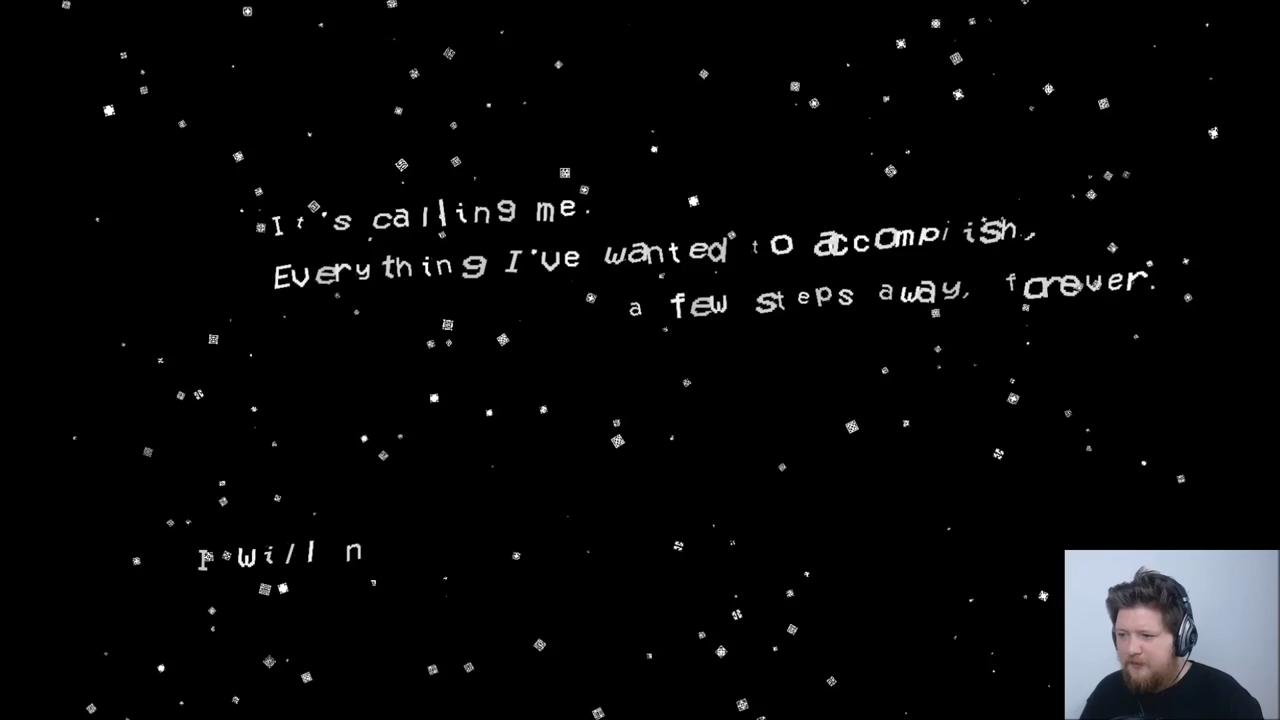 It's calling me.
Everything I've wanted to accomplish,
a few steps away, forever.
I will n